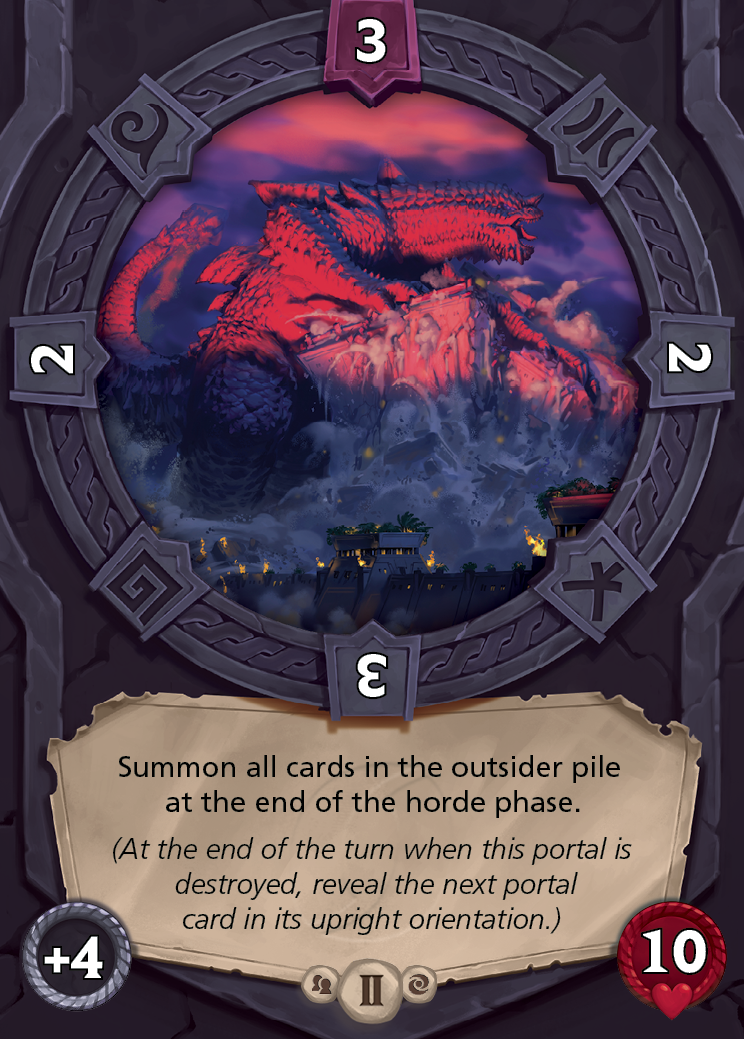 3
2
2
3
Summon all cards in the outsider pile
at the end of the horde phase.
(At the end of the turn when this portal is
destroyed, reveal the next portal
card in its upright orientation.)
+4
10
II